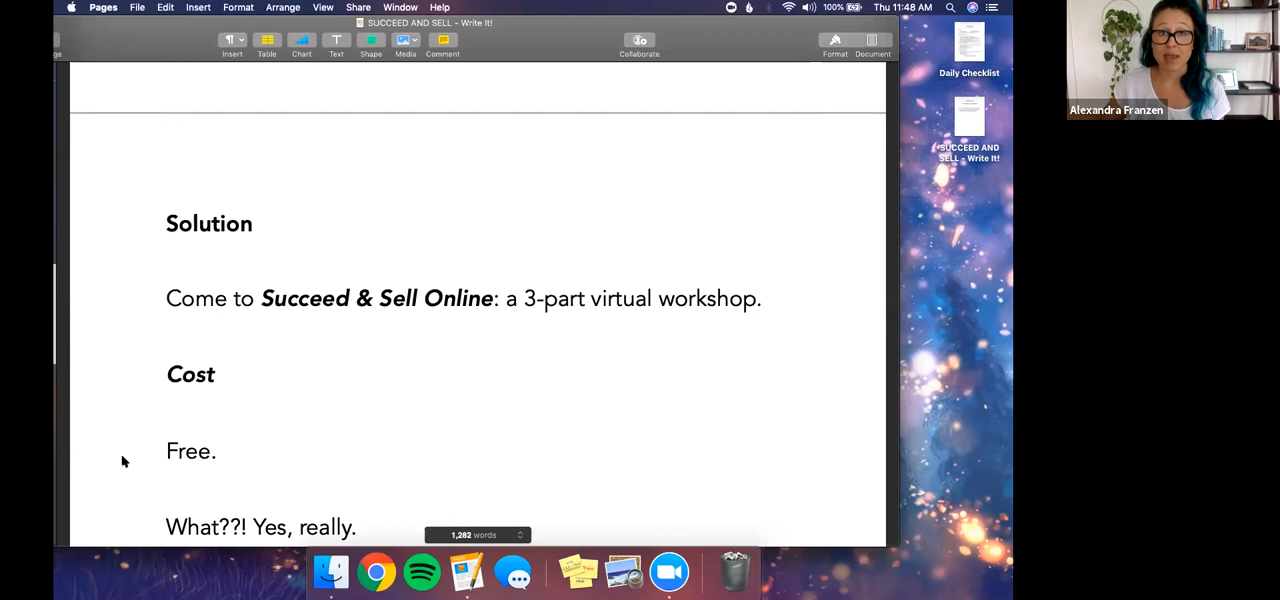 Pages File Edit Insert Format Arrange View Share Window Help 100% Thu 11:48 AM
SUCCEED AND SELL - Write It!
ge Insert Table Chart Text Shape Media Comment Collaborate Format Document
Daily Checklist
SUCCEED AND
SELL - Write It!
Alexandra Franzen
Solution
Come to Succeed & Sell Online: a 3-part virtual workshop.
Cost
Free.
What??! Yes, really.
1,282 words